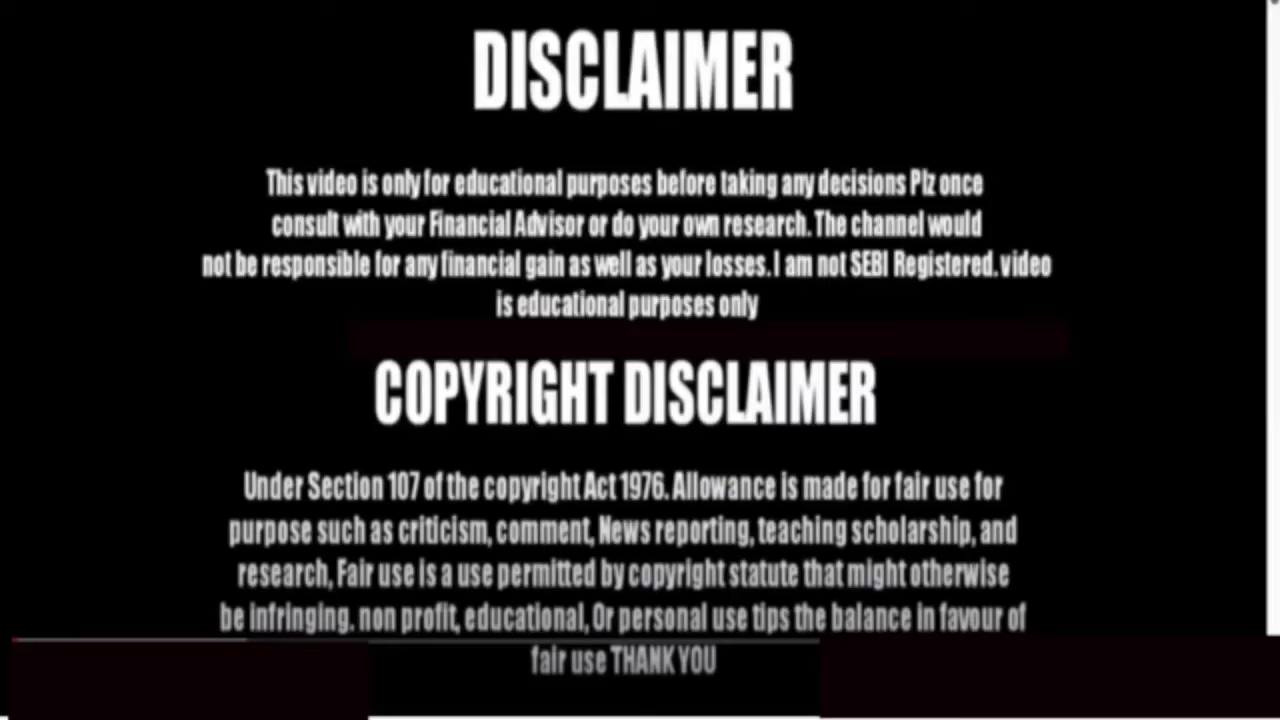 DISCLAIMER
This video is only for educational purposes before taking any decisions Plz once
consult with your Financial Advisor or do your own research. The channel would
not be responsible for any financial gain as well as your losses. I am not SEBI Registered. video
is educational purposes only
COPYRIGHT DISCLAIMER
Under Section 107 of the copyright Act 1976. Allowance is made for fair use for
purpose such as criticism, comment, News reporting, teaching scholarship, and
research, Fair use is a use permitted by copyright statute that might otherwise
be infringing. non profit, educational, Or personal use tips the balance in favour of
fair use THANK YOU